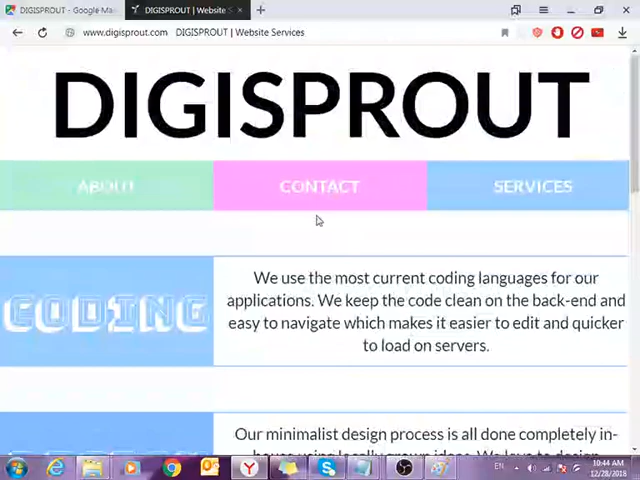 DIGISPROUT - Google Ma
DIGISPROUT | Website S
www.digisprout.com DIGISPROUT | Website Services
DIGISPROUT
ABOUT
CONTACT
SERVICES
We use the most current coding languages for our
applications. We keep the code clean on the back-end and
CODING
easy to navigate which makes it easier to edit and quicker
to load on servers.
Our minimalist design process is all done completely in-
EN
10:44 AM
12/28/2018